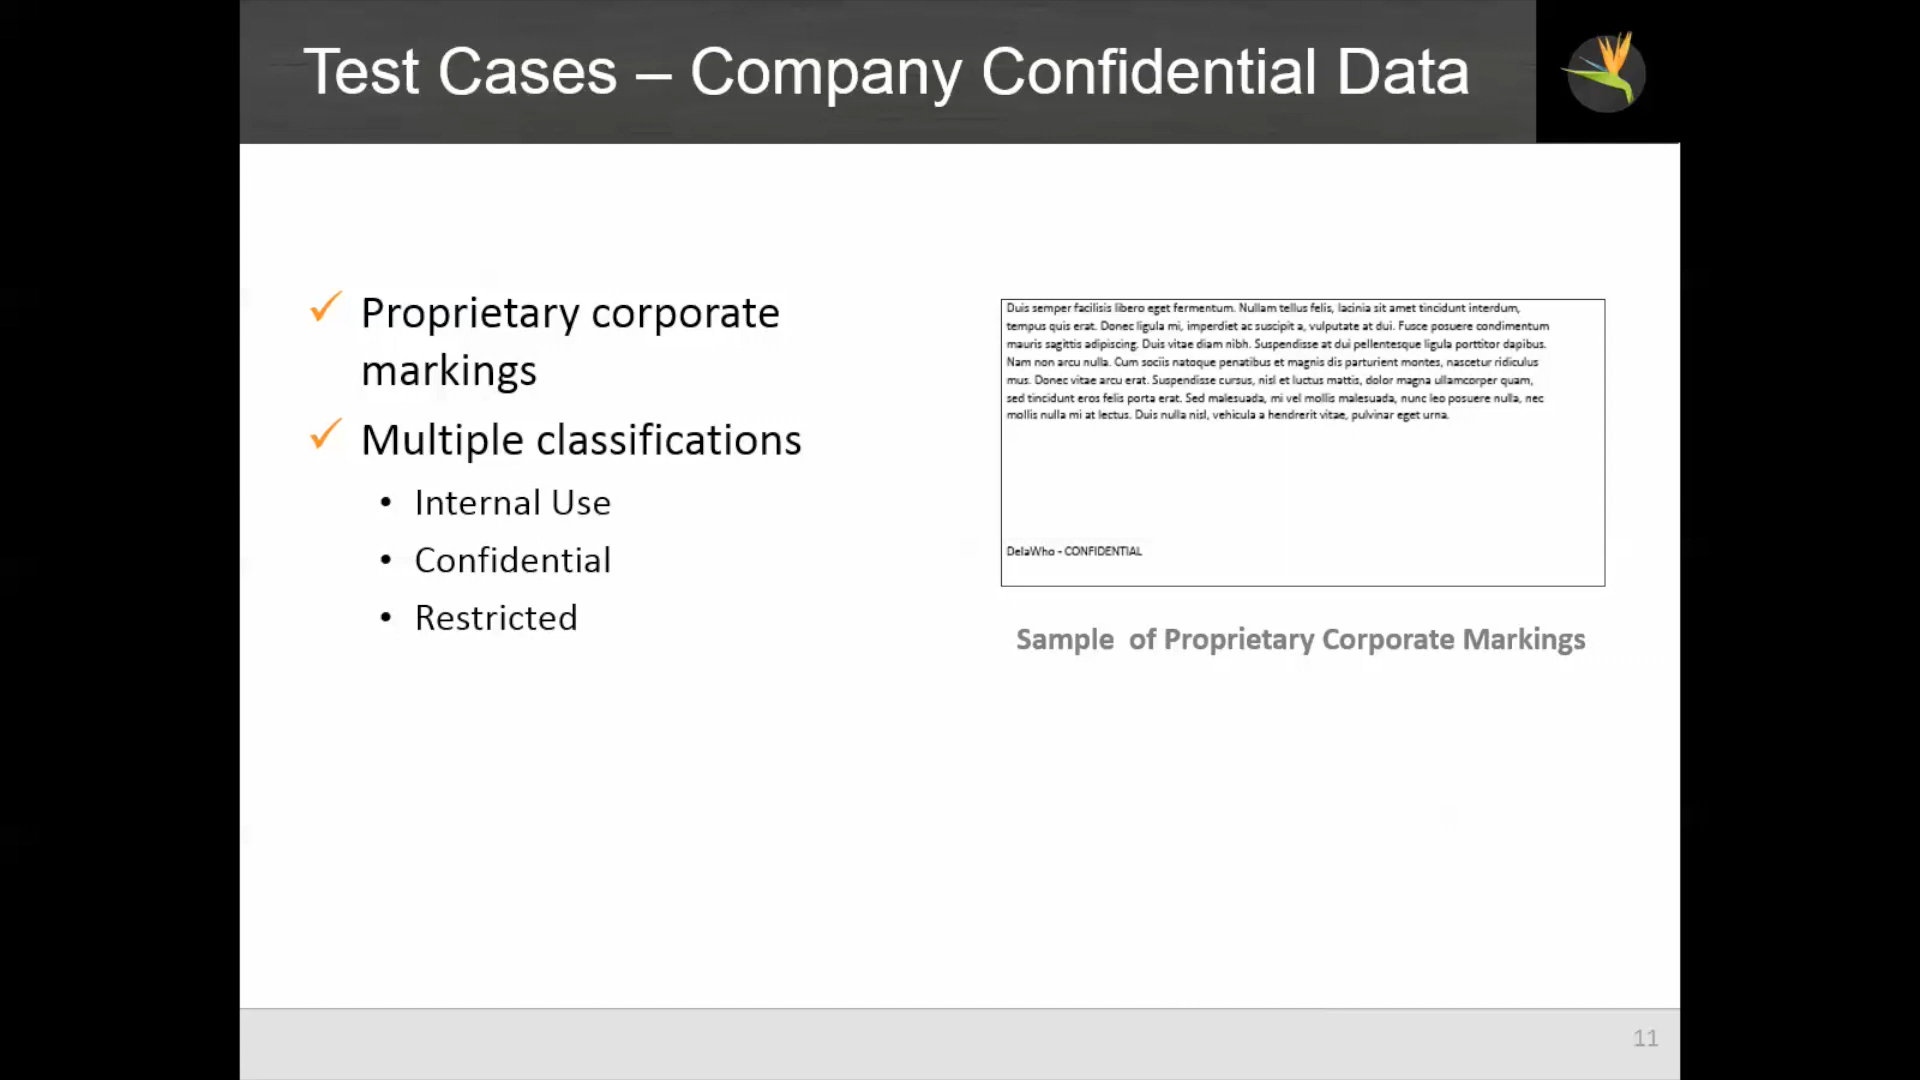 Test Cases – Company Confidential Data
✓ Proprietary corporate
markings
✓ Multiple classifications
• Internal Use
• Confidential
• Restricted
Duis semper facilisis libero eget fermentum. Nullam tellus felis, lacinia sit amet tincidunt interdum,
tempus quis erat. Donec ligula mi, imperdiet ac suscipit a, vulputate at dui. Fusce posuere condimentum
mauris sagittis adipiscing. Duis vitae diam nibh. Suspendisse at dui pellentesque ligula porttitor dapibus.
Nam non arcu nulla. Cum sociis natoque penatibus et magnis dis parturient montes, nascetur ridiculus
mus. Donec vitae arcu erat. Suspendisse cursus, nisl et luctus mattis, dolor magna ullamcorper quam,
sed tincidunt eros felis porta erat. Sed malesuada, mi vel mollis malesuada, nunc leo posuere nulla, nec
mollis nulla mi at lectus. Duis nulla nisl, vehicula a hendrerit vitae, pulvinar eget urna.
DelaWho - CONFIDENTIAL
Sample of Proprietary Corporate Markings
11